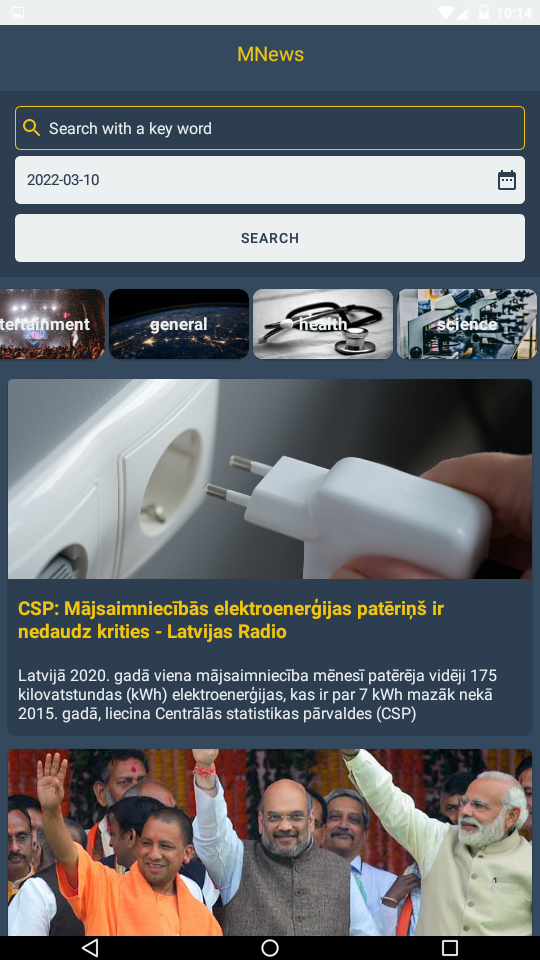 10:14
MNews
Search with a key word
2022-03-10
SEARCH
tertainment
general
health
science
CSP: Mājsaimniecības elektroenerģijas patēriņš ir
nedaudz krities - Latvijas Radio
Latvijā 2020. gadā viena mājsaimniecība mēnesī patērēja vidēji 175
kilovatstundas (kWh) elektroenerģijas, kas ir par 7 kWh mazāk nekā
2015. gadā, liecina Centrālās statistikas pārvaldes (CSP)